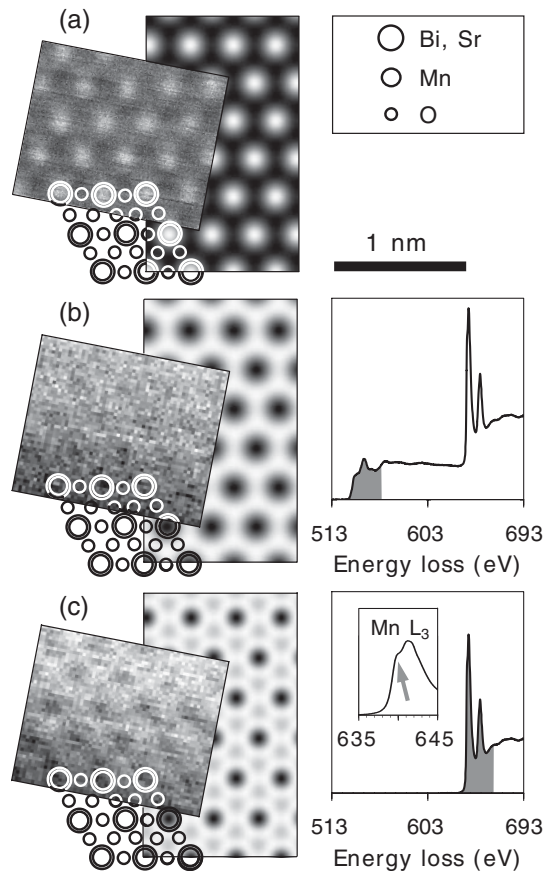 (a)
Bi, Sr
Mn
O
1 nm
(b)
513 603 693
Energy loss (eV)
(c)
Mn L3
635 645
513 603 693
Energy loss (eV)